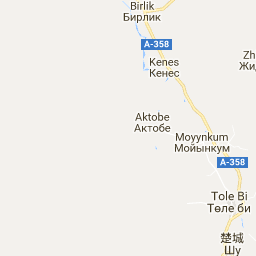 Birlik
Бирлик
A-358
Kenes
Кенес
Zh
Жи
Aktobe
Актобе
Moyynkum
Мойынкум
A-358
Tole Bi
Төле би
楚城
Шу